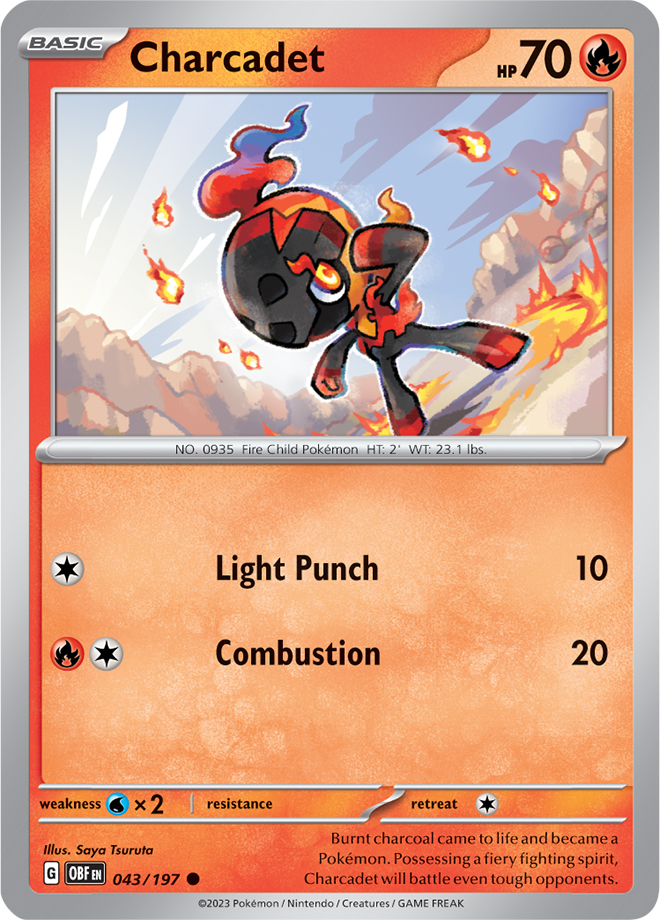 BASIC Charcadet HP 70
NO. 0935 Fire Child Pokémon HT: 2' WT: 23.1 lbs.
Light Punch 10
Combustion 20
weakness ×2 resistance retreat
Illus. Saya Tsuruta
G OBF EN 043/197
Burnt charcoal came to life and became a
Pokémon. Possessing a fiery fighting spirit,
Charcadet will battle even tough opponents.
©2023 Pokémon / Nintendo / Creatures / GAME FREAK